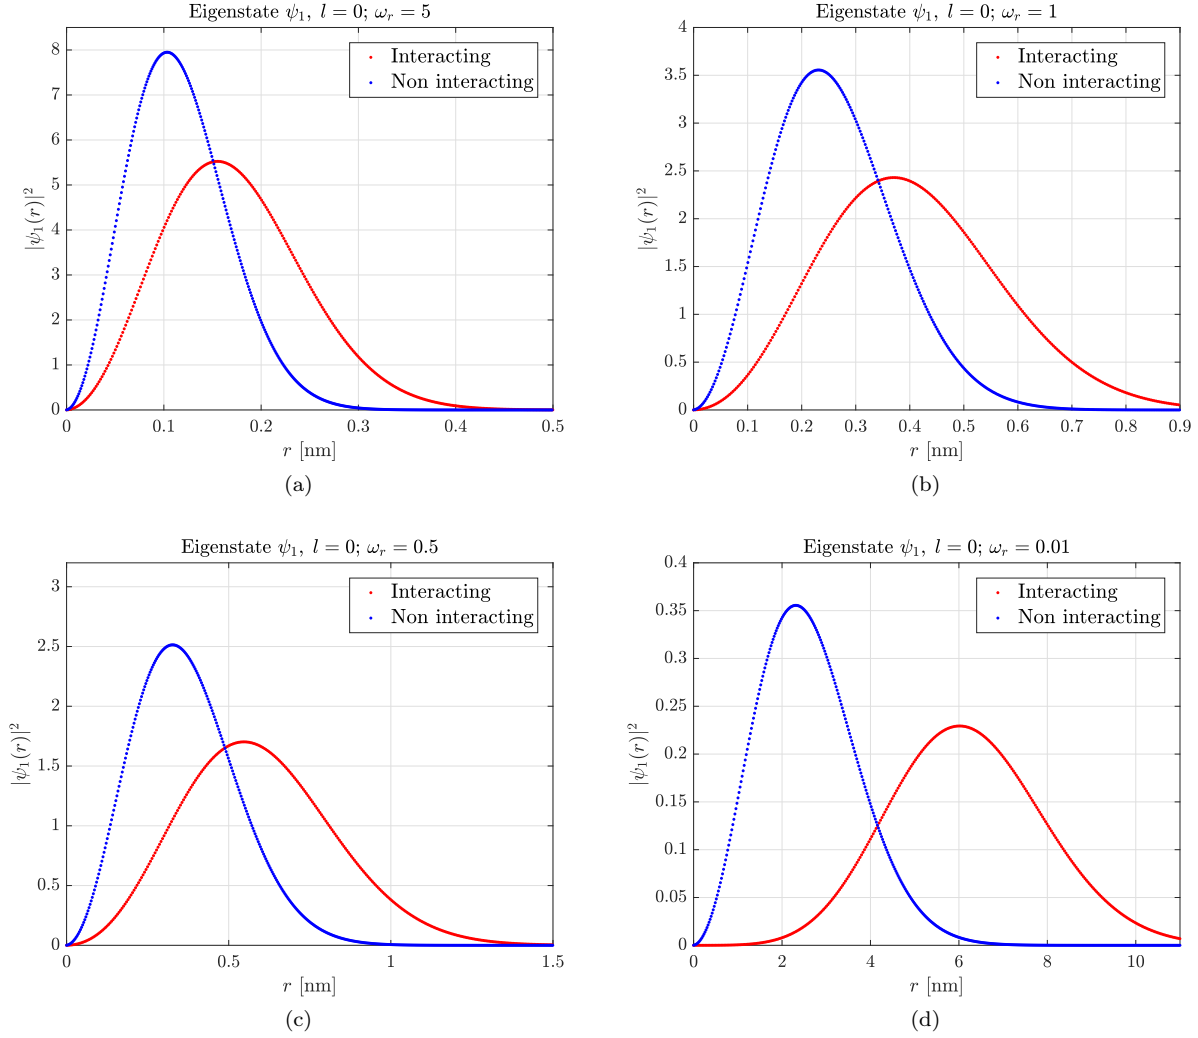 Eigenstate ψ₁, l = 0; ωᵣ = 5
Interacting
Non interacting
|ψ₁(r)|²
8
7
6
5
4
3
2
1
0
0 0.1 0.2 0.3 0.4 0.5
r [nm]
(a)
Eigenstate ψ₁, l = 0; ωᵣ = 1
Interacting
Non interacting
|ψ₁(r)|²
4
3.5
3
2.5
2
1.5
1
0.5
0
0 0.1 0.2 0.3 0.4 0.5 0.6 0.7 0.8 0.9
r [nm]
(b)
Eigenstate ψ₁, l = 0; ωᵣ = 0.5
Interacting
Non interacting
|ψ₁(r)|²
3
2.5
2
1.5
1
0.5
0
0 0.5 1 1.5
r [nm]
(c)
Eigenstate ψ₁, l = 0; ωᵣ = 0.01
Interacting
Non interacting
|ψ₁(r)|²
0.4
0.35
0.3
0.25
0.2
0.15
0.1
0.05
0
0 2 4 6 8 10
r [nm]
(d)